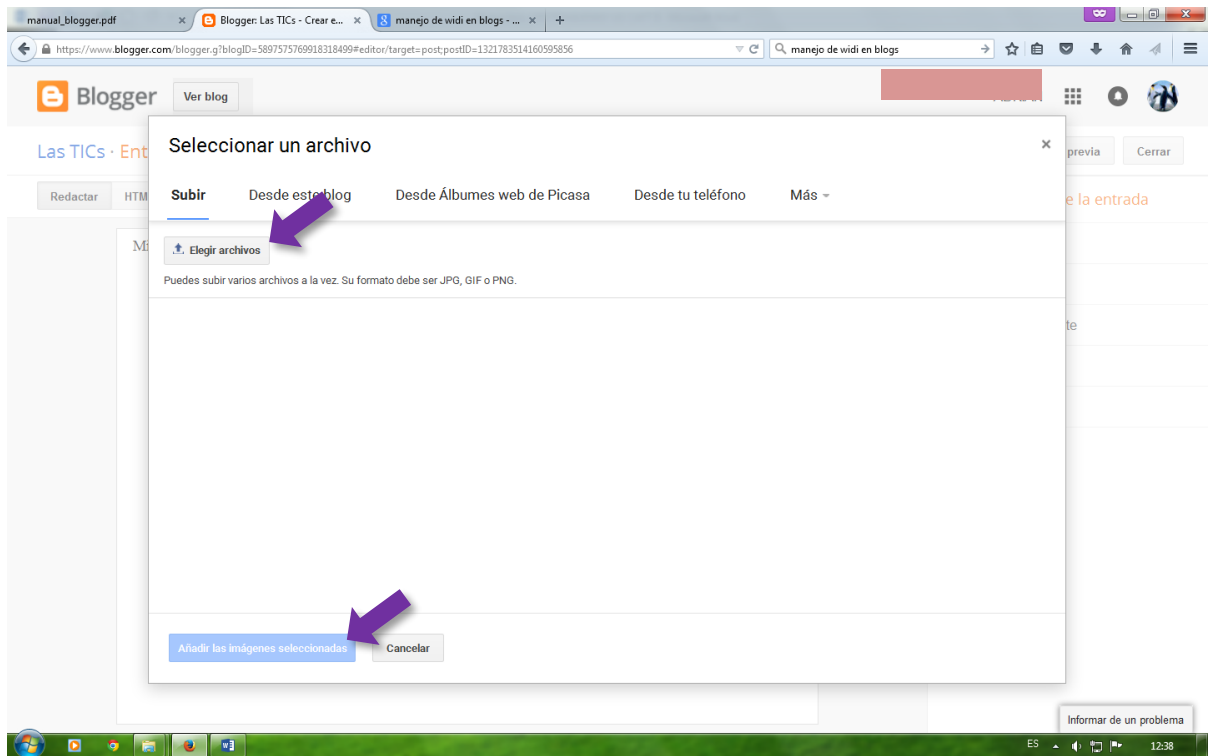 manual_blogger.pdf × Blogger: Las TICs - Crear e... × manejo de widi en blogs - ... × +
https://www.blogger.com/blogger.g?blogID=5897575769918318499#editor/target=post;postID=1321783514160595856 manejo de widi en blogs
Blogger Ver blog
Las TICs · Ent Seleccionar un archivo × previa Cerrar
Redactar HTM Subir Desde este blog Desde Álbumes web de Picasa Desde tu teléfono Más e la entrada
Mi Elegir archivos
Puedes subir varios archivos a la vez. Su formato debe ser JPG, GIF o PNG.
te
Añadir las imágenes seleccionadas Cancelar
Informar de un problema
ES 12:38